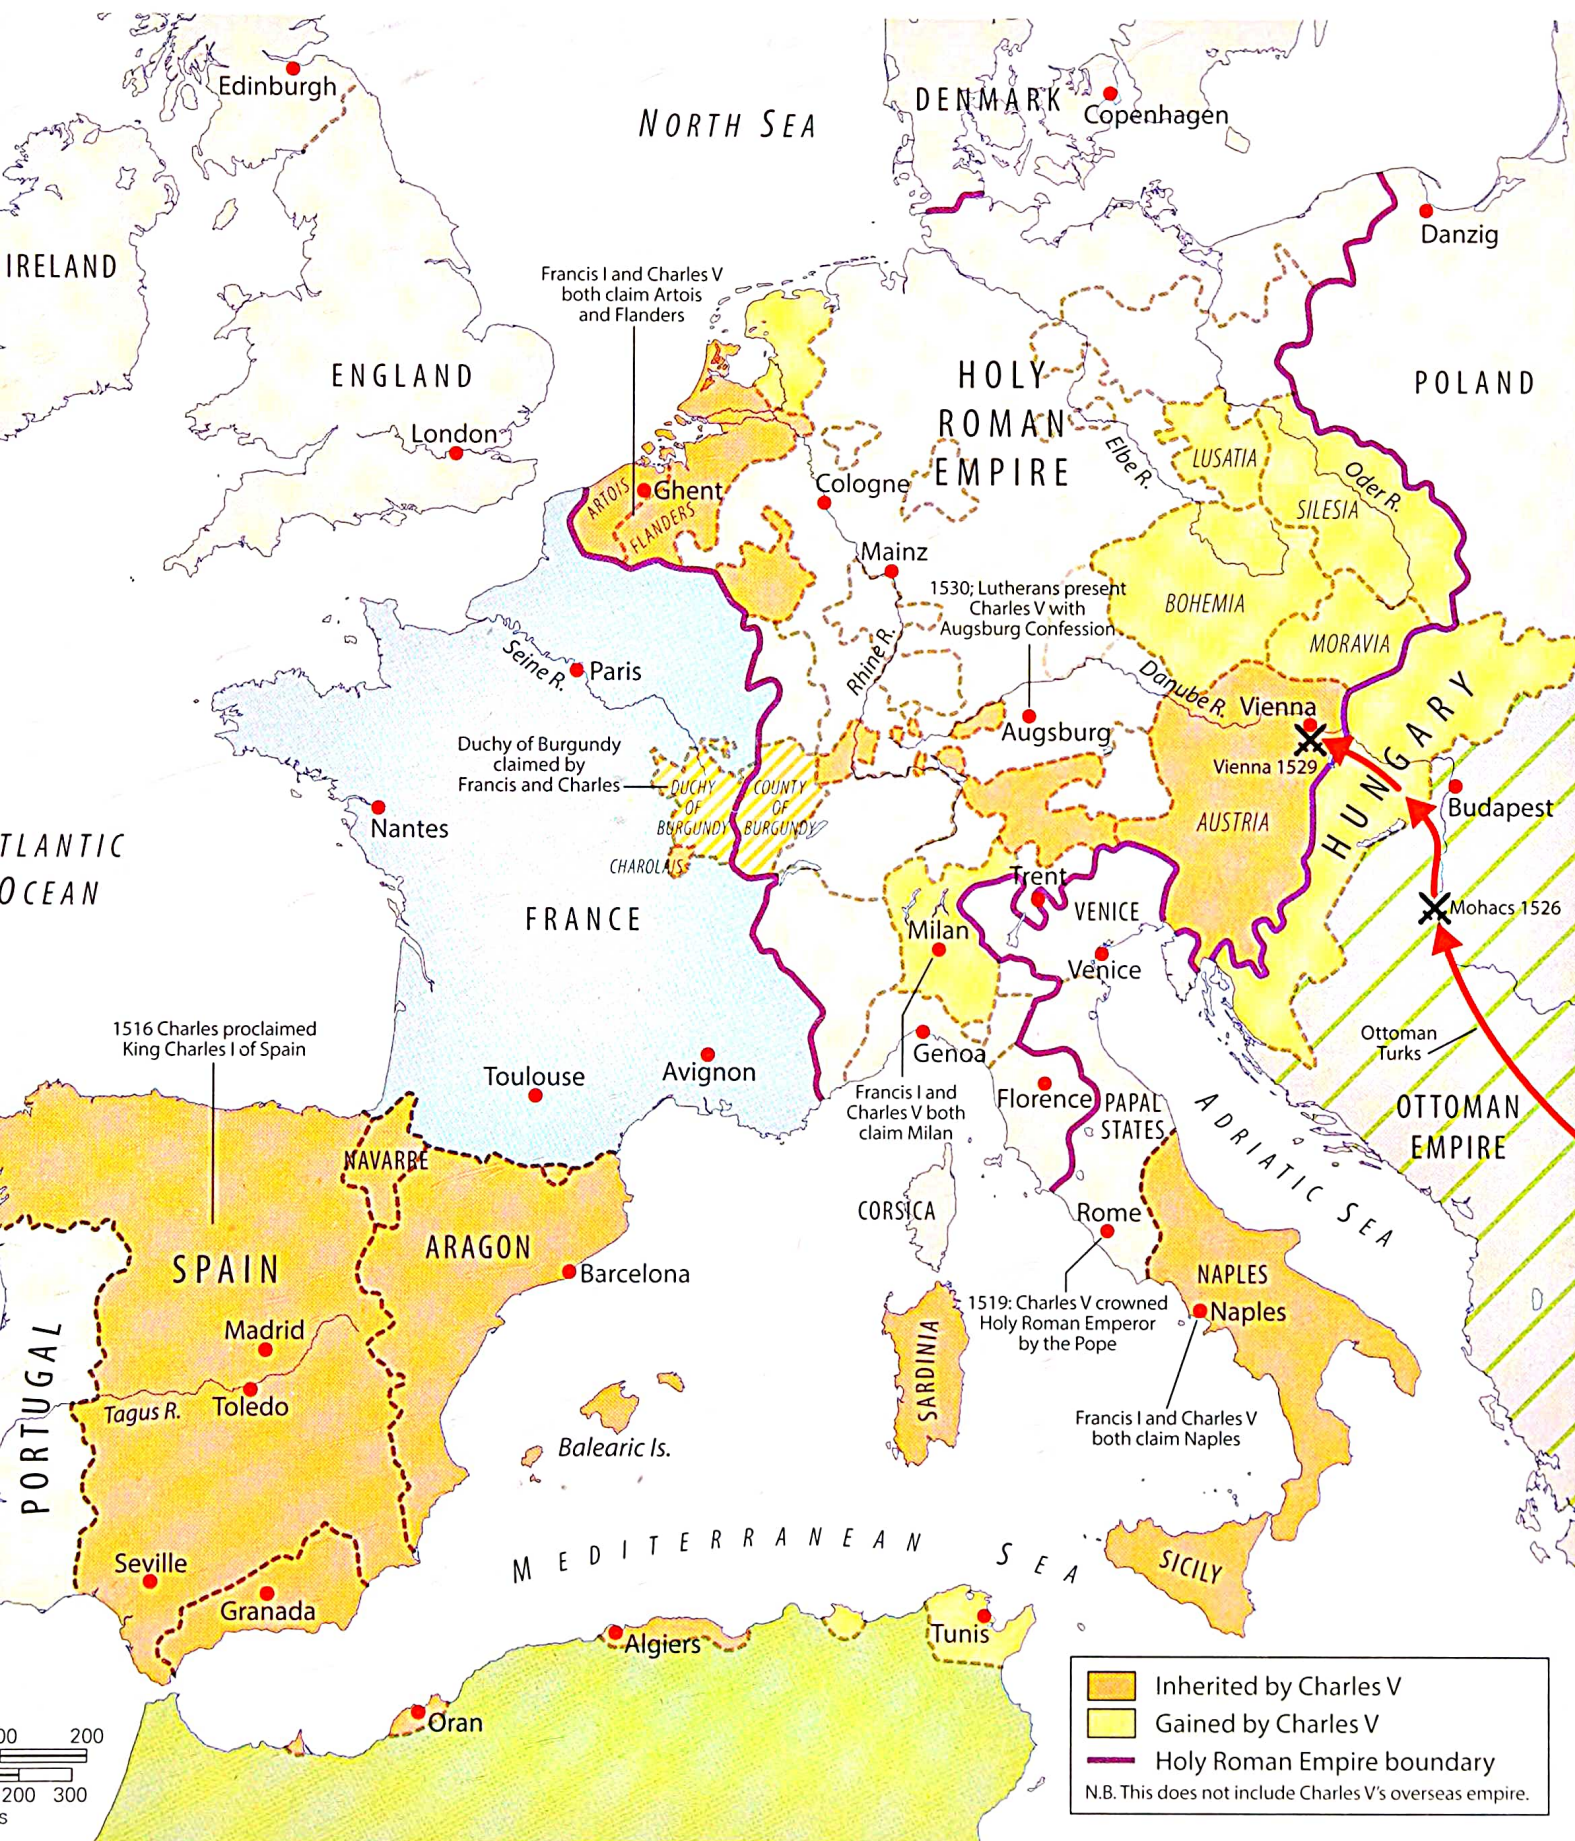 Edinburgh
NORTH SEA
DENMARK
Copenhagen
IRELAND
Danzig
Francis I and Charles V
both claim Artois
and Flanders
ENGLAND
London
HOLY
ROMAN
EMPIRE
POLAND
Elbe R.
LUSATIA
Oder R.
SILESIA
ARTOIS
Ghent
FLANDERS
Cologne
Mainz
1530; Lutherans present
Charles V with
Augsburg Confession
BOHEMIA
MORAVIA
Seine R.
Paris
Rhine R.
Danube R.
Vienna
Augsburg
Vienna 1529
HUNGARY
Duchy of Burgundy
claimed by
Francis and Charles
DUCHY
OF
BURGUNDY
COUNTY
OF
BURGUNDY
CHAROLAIS
AUSTRIA
Budapest
Nantes
TLANTIC
OCEAN
FRANCE
Trent
VENICE
Mohacs 1526
Milan
Venice
1516 Charles proclaimed
King Charles I of Spain
Genoa
Ottoman
Turks
Toulouse
Avignon
Francis I and
Charles V both
claim Milan
Florence
PAPAL
STATES
ADRIATIC SEA
OTTOMAN
EMPIRE
NAVARRE
CORSICA
Rome
SPAIN
ARAGON
Barcelona
NAPLES
Naples
1519: Charles V crowned
Holy Roman Emperor
by the Pope
Madrid
PORTUGAL
Tagus R.
Toledo
SARDINIA
Balearic Is.
Francis I and Charles V
both claim Naples
MEDITERRANEAN SEA
Seville
Granada
SICILY
Algiers
Tunis
Oran
00 200
200 300
s
Inherited by Charles V
Gained by Charles V
Holy Roman Empire boundary
N.B. This does not include Charles V's overseas empire.